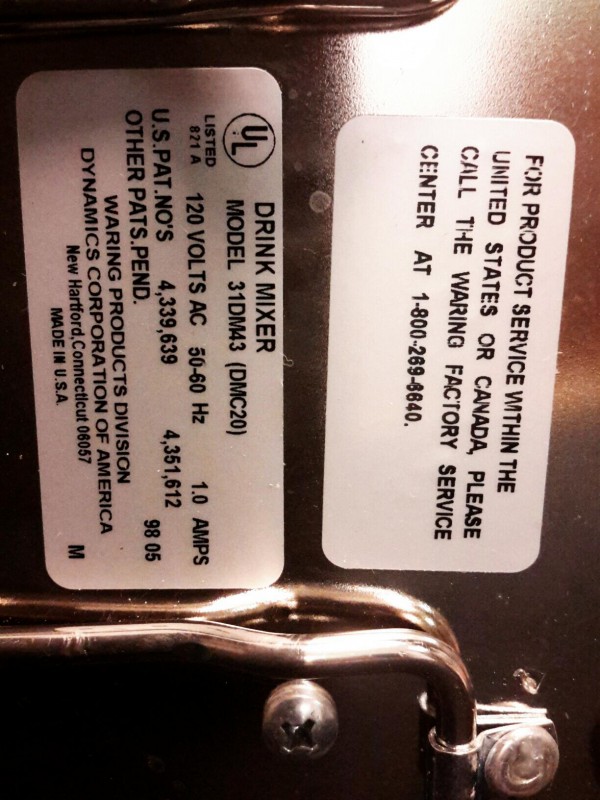 FOR PRODUCT SERVICE WITHIN THE
UNITED STATES OR CANADA, PLEASE
CALL THE WARING FACTORY SERVICE
CENTER AT 1-800-269-6640.
UL
LISTED
821 A
DRINK MIXER
MODEL 31DM43 (DMC20)
120 VOLTS AC 50-60 Hz 1.0 AMPS
U.S.PAT.NO'S 4,339,639 4,351,612
OTHER PATS.PEND. 98 05
WARING PRODUCTS DIVISION
DYNAMICS CORPORATION OF AMERICA
New Hartford,Connecticut 06057
MADE IN U.S.A. M